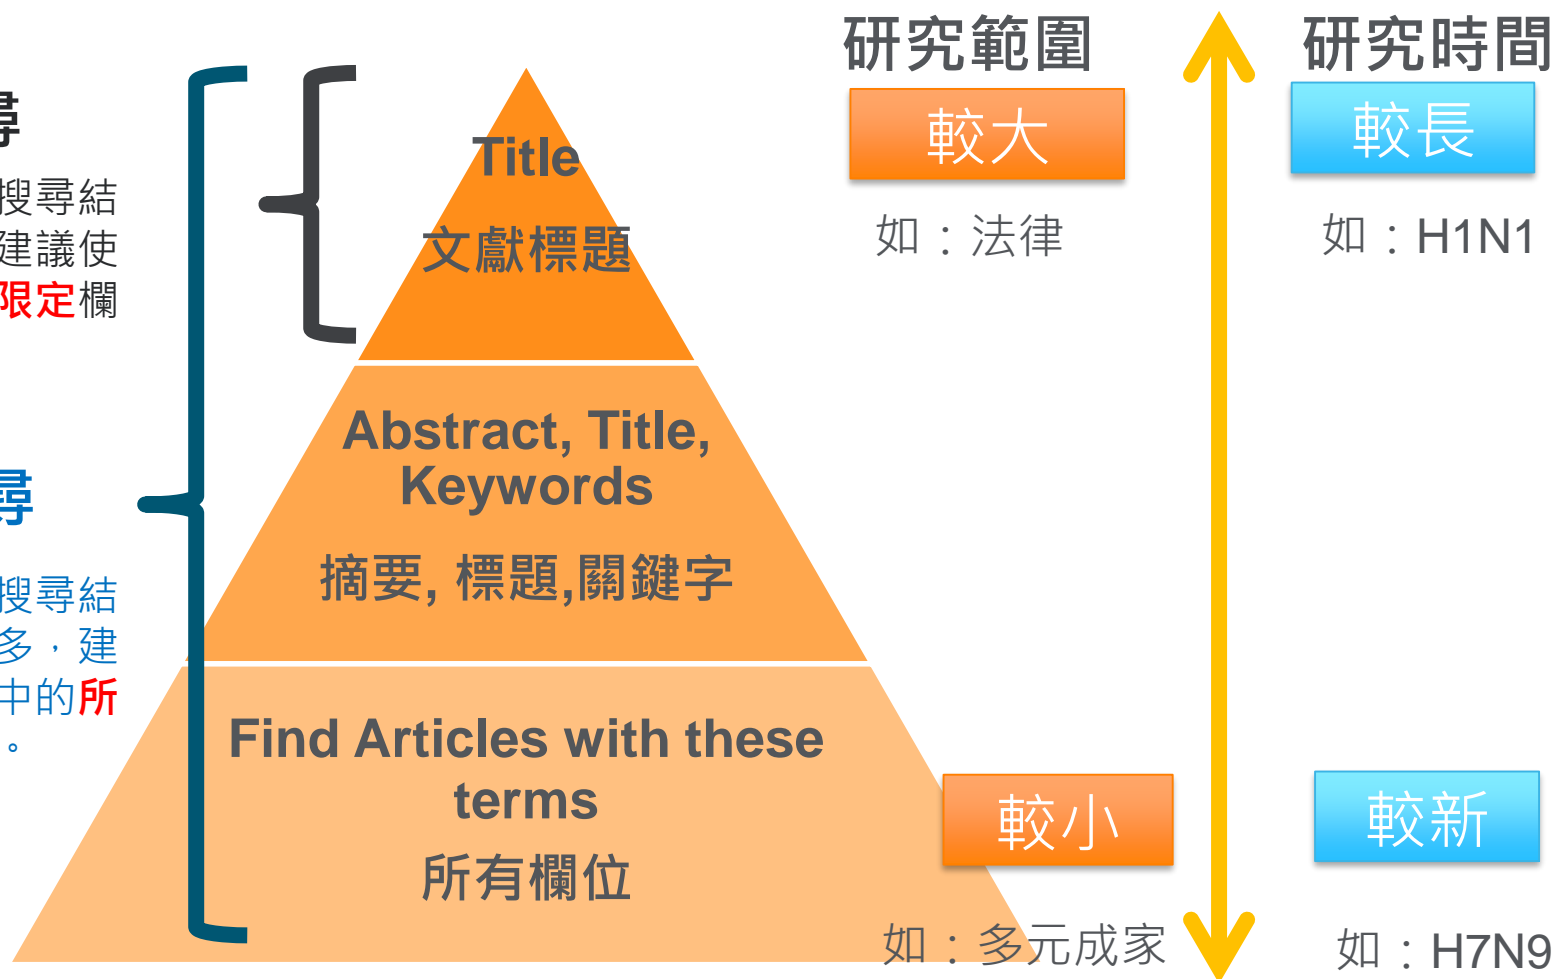 尋
搜尋結
建議使
限定欄
尋
搜尋結
多，建
中的所
。
Title
文獻標題
Abstract, Title,
Keywords
摘要, 標題,關鍵字
Find Articles with these
terms
所有欄位
研究範圍
較大
如：法律
較小
如：多元成家
研究時間
較長
如：H1N1
較新
如：H7N9